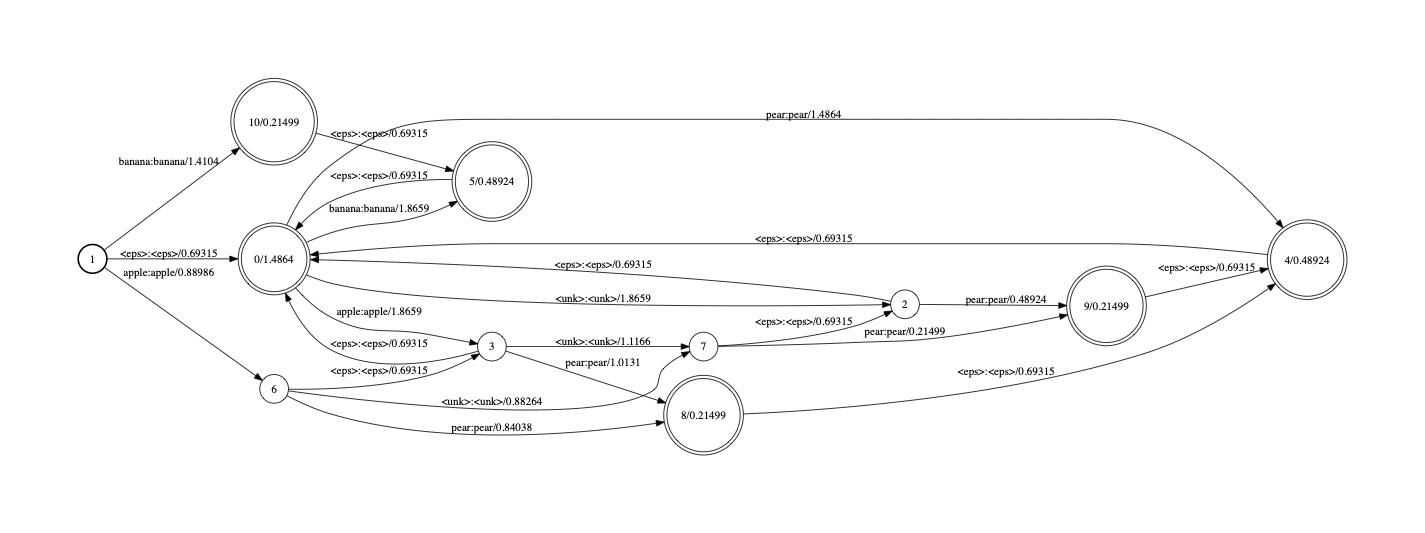 pear:pear/1.4864
10/0.21499
<eps>:<eps>/0.69315
banana:banana/1.4104
<eps>:<eps>/0.69315
5/0.48924
banana:banana/1.8659
<eps>:<eps>/0.69315
1
<eps>:<eps>/0.69315
0/1.4864
4/0.48924
apple:apple/0.88986
<eps>:<eps>/0.69315
<eps>:<eps>/0.69315
<unk>:<unk>/1.8659
2
pear:pear/0.48924
9/0.21499
apple:apple/1.8659
<eps>:<eps>/0.69315
pear:pear/0.21499
<eps>:<eps>/0.69315
3
<unk>:<unk>/1.1166
7
pear:pear/1.0131
<eps>:<eps>/0.69315
<eps>:<eps>/0.69315
6
<unk>:<unk>/0.88264
8/0.21499
pear:pear/0.84038